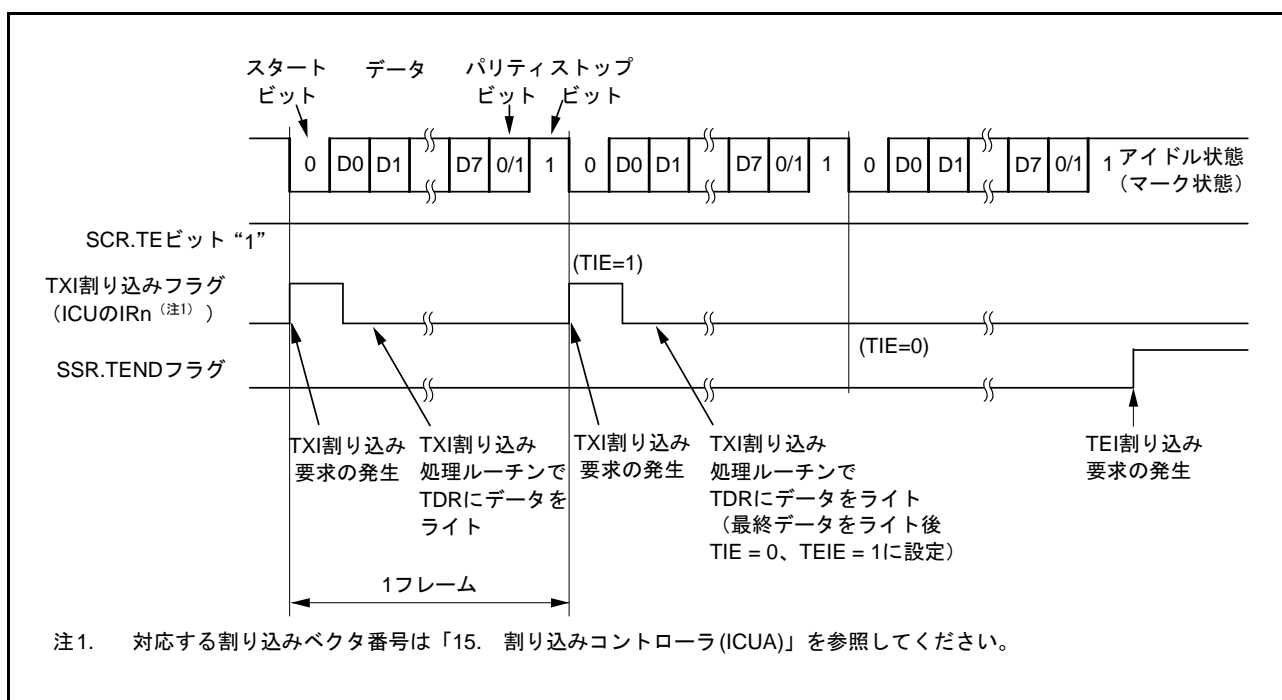 スタート
ビット
データ
パリティ
ビット
ストップ
ビット
0 D0 D1 D7 0/1 1 0 D0 D1 D7 0/1 1 0 D0 D1 D7 0/1 1
アイドル状態
（マーク状態）
SCR.TEビット “1”
(TIE=1)
TXI割り込みフラグ
（ICUのIRn（注1））
(TIE=0)
SSR.TENDフラグ
TXI割り込み
要求の発生
TXI割り込み
処理ルーチンで
TDRにデータを
ライト
TXI割り込み
要求の発生
TXI割り込み
処理ルーチンで
TDRにデータをライト
（最終データをライト後
TIE = 0、TEIE = 1に設定）
TEI割り込み
要求の発生
1フレーム
注1. 対応する割り込みベクタ番号は「15. 割り込みコントローラ(ICUA)」を参照してください。